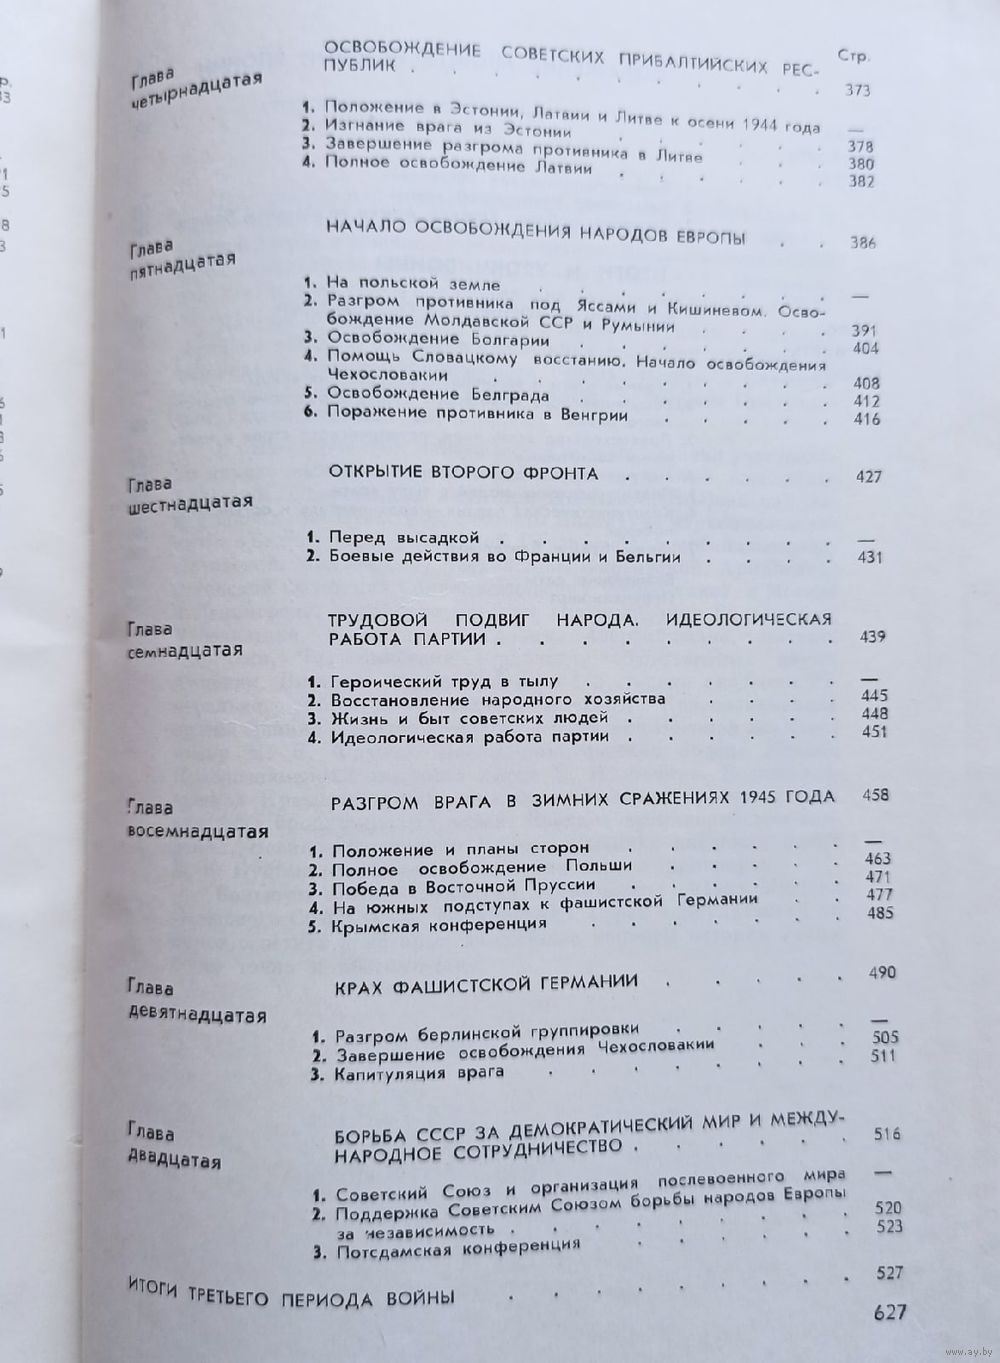 Стр.
Глава
четырнадцатая
ОСВОБОЖДЕНИЕ СОВЕТСКИХ ПРИБАЛТИЙСКИХ РЕС-
ПУБЛИК . . . . . . . . 373
1. Положение в Эстонии, Латвии и Литве к осени 1944 года —
2. Изгнание врага из Эстонии . . . . . 378
3. Завершение разгрома противника в Литве . . . 380
4. Полное освобождение Латвии . . . . . 382
Глава
пятнадцатая
НАЧАЛО ОСВОБОЖДЕНИЯ НАРОДОВ ЕВРОПЫ . . 386
1. На польской земле . . . . . . . —
2. Разгром противника под Яссами и Кишиневом. Осво-
бождение Молдавской ССР и Румынии . . . . 391
3. Освобождение Болгарии . . . . . . 404
4. Помощь Словацкому восстанию. Начало освобождения
Чехословакии . . . . . . . . 408
5. Освобождение Белграда . . . . . . 412
6. Поражение противника в Венгрии . . . . . 416
Глава
шестнадцатая
ОТКРЫТИЕ ВТОРОГО ФРОНТА . . . . . . 427
1. Перед высадкой . . . . . . . . —
2. Боевые действия во Франции и Бельгии . . . . 431
Глава
семнадцатая
ТРУДОВОЙ ПОДВИГ НАРОДА. ИДЕОЛОГИЧЕСКАЯ
РАБОТА ПАРТИИ . . . . . . . . . 439
1. Героический труд в тылу . . . . . . . —
2. Восстановление народного хозяйства . . . . 445
3. Жизнь и быт советских людей . . . . . . 448
4. Идеологическая работа партии . . . . . . 451
Глава
восемнадцатая
РАЗГРОМ ВРАГА В ЗИМНИХ СРАЖЕНИЯХ 1945 ГОДА 458
1. Положение и планы сторон . . . . . . —
2. Полное освобождение Польши . . . . . 463
3. Победа в Восточной Пруссии . . . . . . 471
4. На южных подступах к фашистской Германии . . 477
5. Крымская конференция . . . . . . . 485
Глава
девятнадцатая
КРАХ ФАШИСТСКОЙ ГЕРМАНИИ . . . . . 490
1. Разгром берлинской группировки . . . . . —
2. Завершение освобождения Чехословакии . . . 505
3. Капитуляция врага . . . . . . . 511
Глава
двадцатая
БОРЬБА СССР ЗА ДЕМОКРАТИЧЕСКИЙ МИР И МЕЖДУ-
НАРОДНОЕ СОТРУДНИЧЕСТВО . . . . . . 516
1. Советский Союз и организация послевоенного мира —
2. Поддержка Советским Союзом борьбы народов Европы
за независимость . . . . . . . . . 520
3. Потсдамская конференция . . . . . . 523
ИТОГИ ТРЕТЬЕГО ПЕРИОДА ВОЙНЫ . . . . . . . . 527
627
www.ay.by